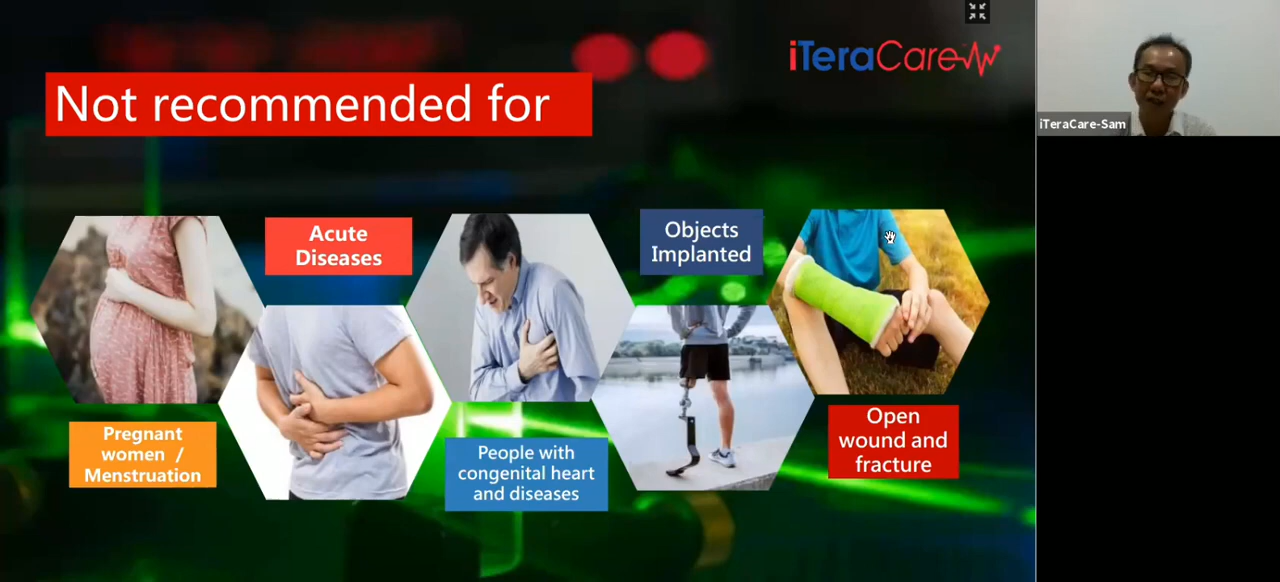 iTeraCare
Not recommended for
iTeraCare-Sam
Acute
Diseases
Objects
Implanted
Pregnant
women /
Menstruation
People with
congenital heart
and diseases
Open
wound and
fracture